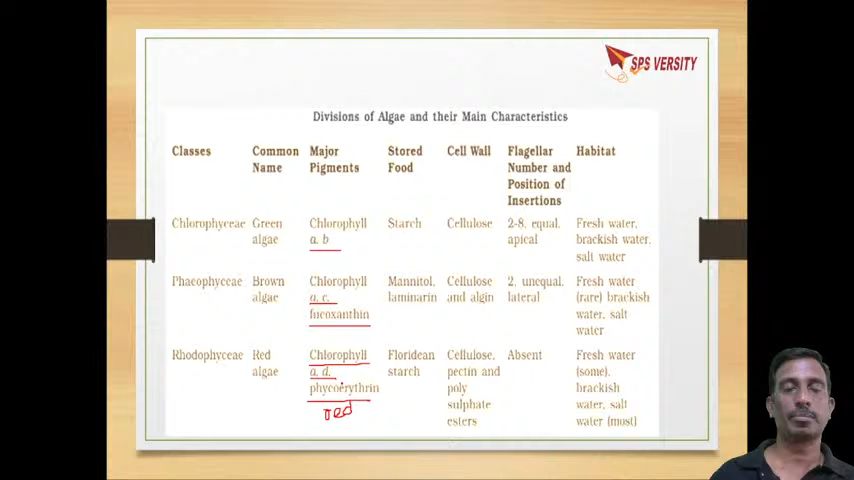 SPS VERSITY
Divisions of Algae and their Main Characteristics
Classes Common Name Major Pigments Stored Food Cell Wall Flagellar Number and Position of Insertions Habitat
Chlorophyceae Green algae Chlorophyll a, b Starch Cellulose 2-8, equal, apical Fresh water, brackish water, salt water
Phaeophyceae Brown algae Chlorophyll a, c, fucoxanthin Mannitol, laminarin Cellulose and algin 2, unequal, lateral Fresh water (rare) brackish water, salt water
Rhodophyceae Red algae Chlorophyll a, d, phycoerythrin Floridean starch Cellulose, pectin and poly sulphate esters Absent Fresh water (some), brackish water, salt water (most)
red